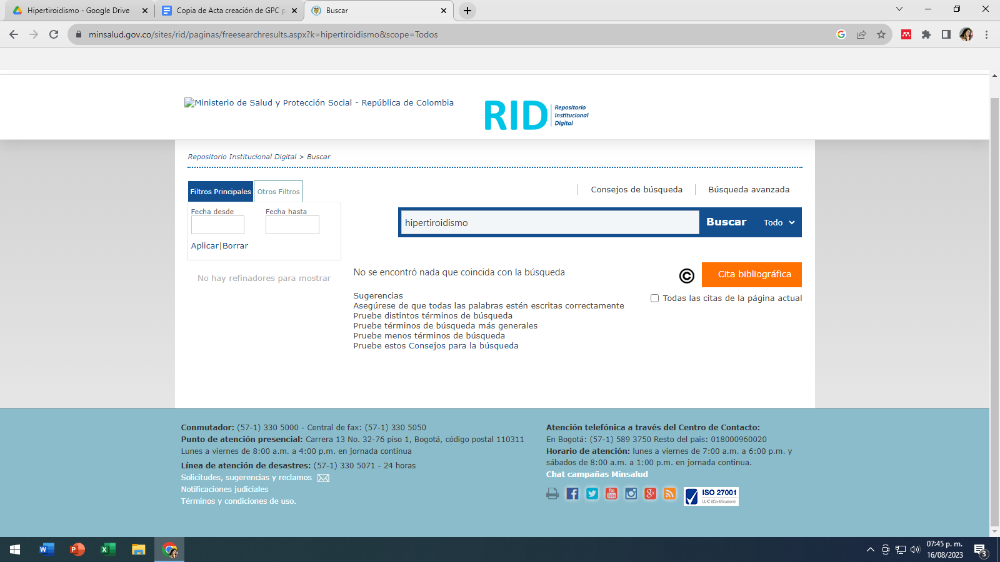 Hipertiroidismo - Google Drive
Copia de Acta creación de GPC p
Buscar
minsalud.gov.co/sites/rid/paginas/freesearchresults.aspx?k=hipertiroidismo&scope=Todos
Ministerio de Salud y Protección Social - República de Colombia
RID
Repositorio
Institucional
Digital
Repositorio Institucional Digital > Buscar
Filtros Principales
Otros Filtros
Consejos de búsqueda
Búsqueda avanzada
Fecha desde
Fecha hasta
Aplicar|Borrar
hipertiroidismo
Buscar
Todo
No hay refinadores para mostrar
No se encontró nada que coincida con la búsqueda
©
Cita bibliográfica
Todas las citas de la página actual
Sugerencias
Asegúrese de que todas las palabras estén escritas correctamente
Pruebe distintos términos de búsqueda
Pruebe términos de búsqueda más generales
Pruebe menos términos de búsqueda
Pruebe estos Consejos para la búsqueda
Conmutador: (57-1) 330 5000 - Central de fax: (57-1) 330 5050
Punto de atención presencial: Carrera 13 No. 32-76 piso 1, Bogotá, código postal 110311
Lunes a viernes de 8:00 a.m. a 4:00 p.m. en jornada continua
Línea de atención de desastres: (57-1) 330 5071 - 24 horas
Solicitudes, sugerencias y reclamos
Notificaciones judiciales
Términos y condiciones de uso.
Atención telefónica a través del Centro de Contacto:
En Bogotá: (57-1) 589 3750 Resto del pais: 018000960020
Horario de atención: lunes a viernes de 7:00 a.m. a 6:00 p.m. y
sábados de 8:00 a.m. a 1:00 p.m. en jornada continua.
Chat campañas Minsalud
You
Tube
g+
ISO 27001
LL-C (Certification)
07:45 p. m.
16/08/2023
3